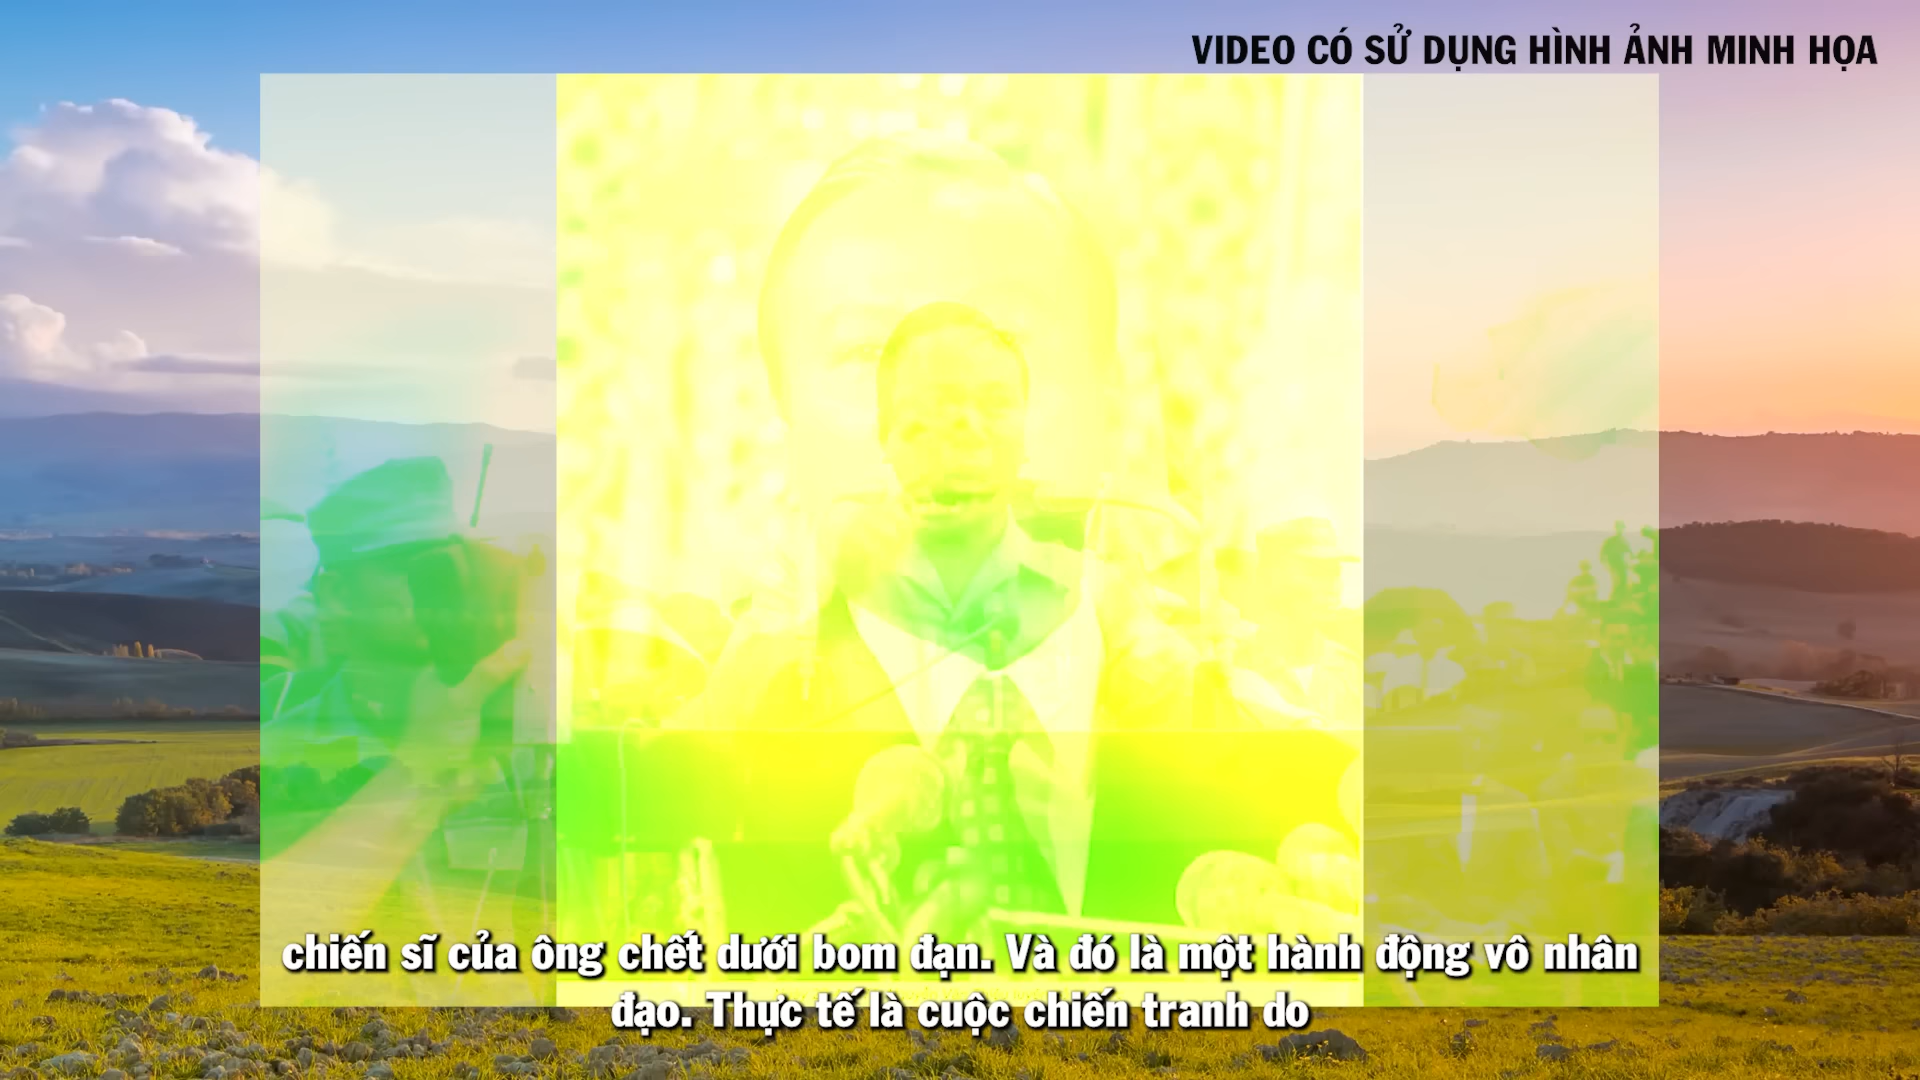 VIDEO CÓ SỬ DỤNG HÌNH ẢNH MINH HỌA
chiến sĩ của ông chết dưới bom đạn. Và đó là một hành động vô nhân
đạo. Thực tế là cuộc chiến tranh do